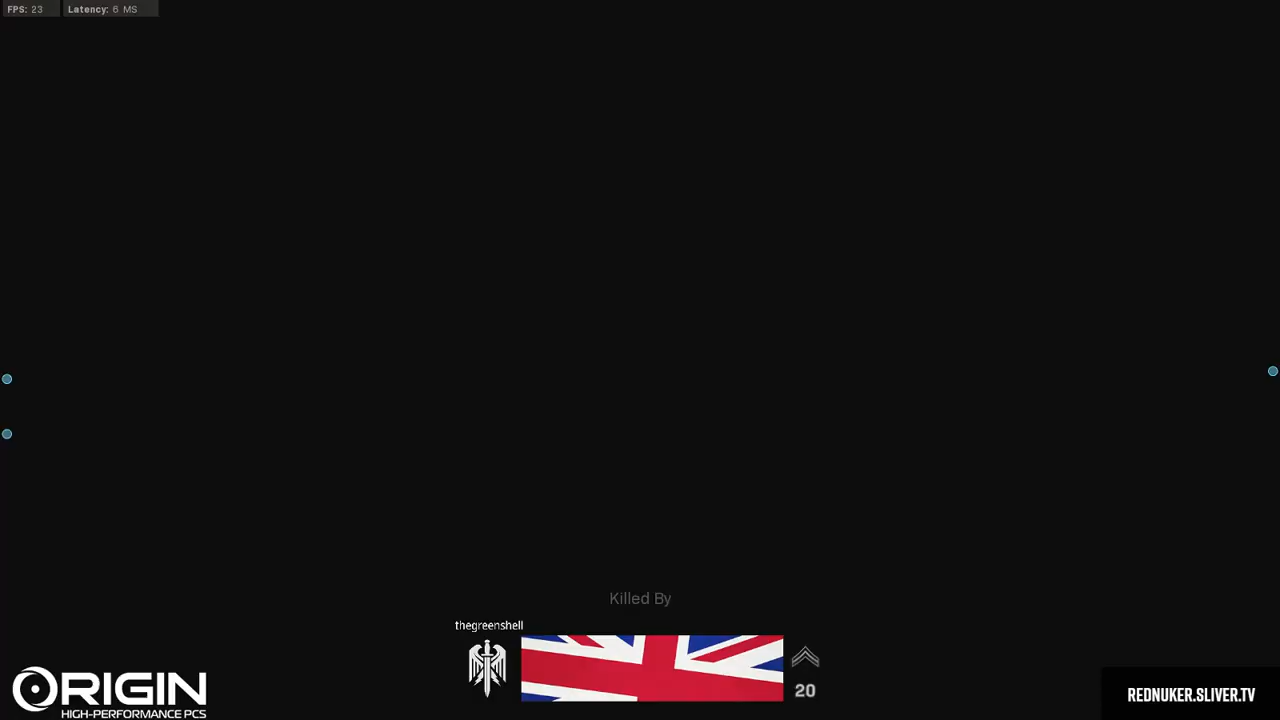 FPS: 23 Latency: 6 MS
Killed By
thegreenshell
20
ORIGIN
HIGH-PERFORMANCE PCS
REDNUKER.SLIVER.TV